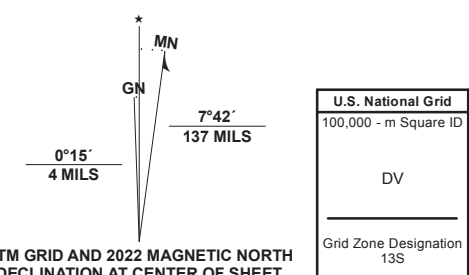 MN
GN
7°42´
137 MILS
0°15´
4 MILS
TM GRID AND 2022 MAGNETIC NORTH
DECLINATION AT CENTER OF SHEET
U.S. National Grid
100,000 - m Square ID
DV
Grid Zone Designation
13S